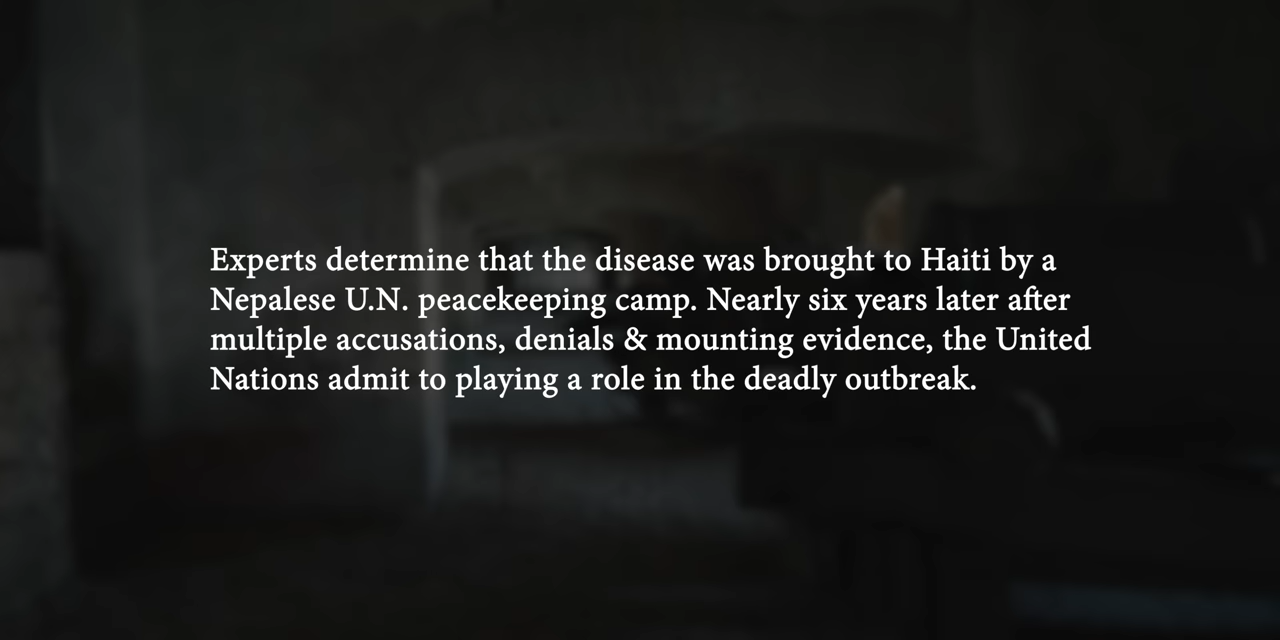 Experts determine that the disease was brought to Haiti by a
Nepalese U.N. peacekeeping camp. Nearly six years later after
multiple accusations, denials & mounting evidence, the United
Nations admit to playing a role in the deadly outbreak.